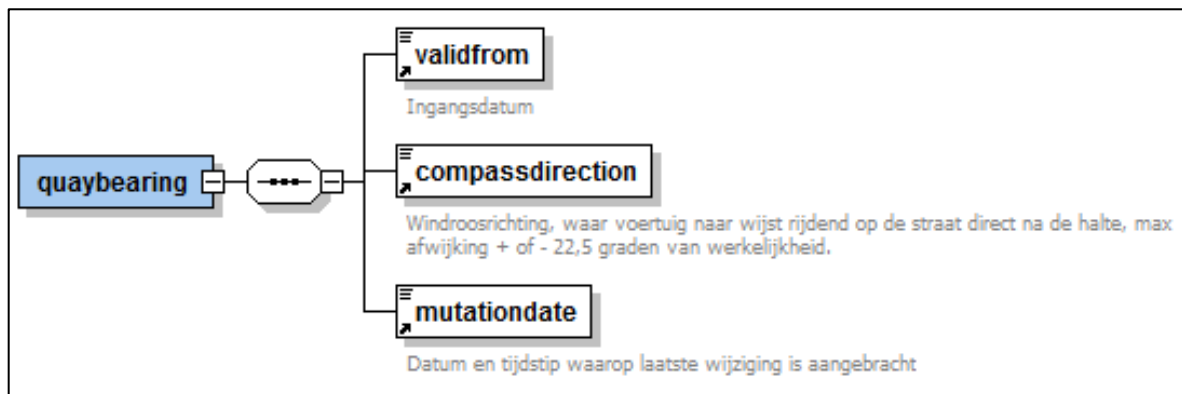 validfrom
Ingangsdatum
quaybearing
compassdirection
Windroosrichting, waar voertuig naar wijst rijdend op de straat direct na de halte, max
afwijking + of - 22,5 graden van werkelijkheid.
mutationdate
Datum en tijdstip waarop laatste wijziging is aangebracht